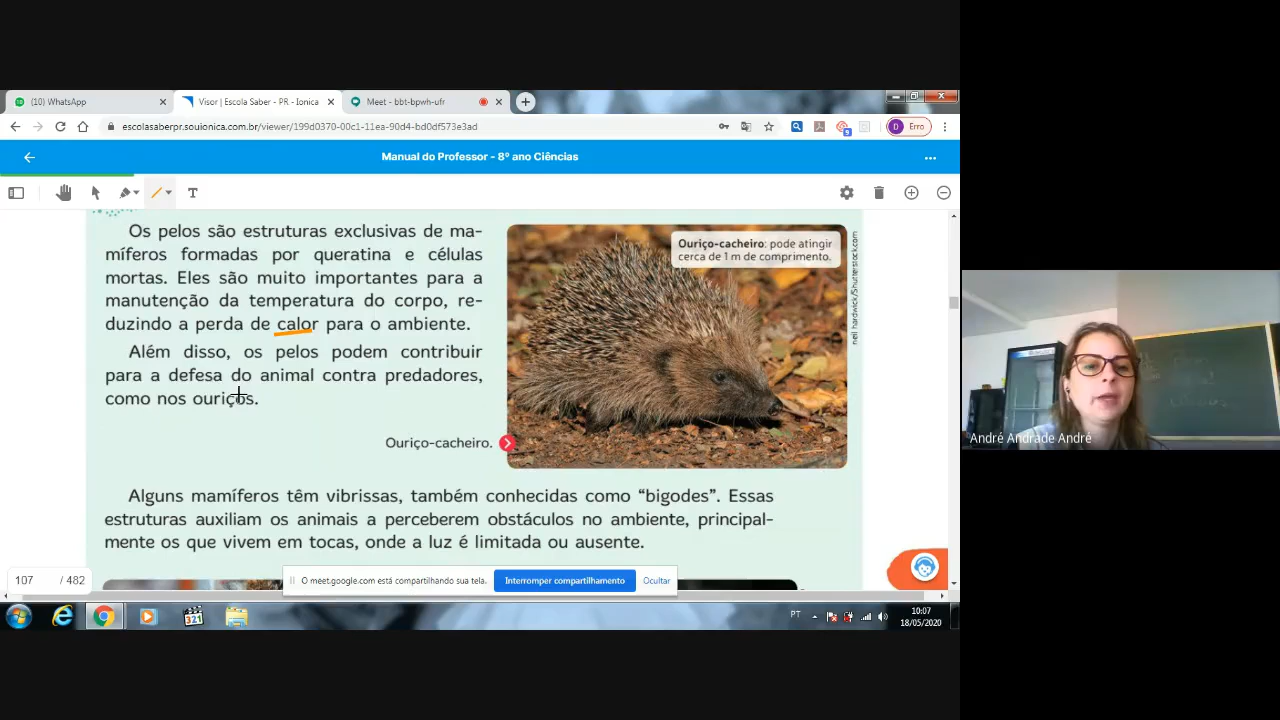 (10) WhatsApp
Visor | Escola Saber - PR - Ionica
Meet - bbt-bpwh-ufr
escolasaberpr.souionica.com.br/viewer/199d0370-00c1-11ea-90d4-bd0df573e3ad
D Erro
Manual do Professor - 8º ano Ciências
T
Os pelos são estruturas exclusivas de ma-
míferos formadas por queratina e células
mortas. Eles são muito importantes para a
manutenção da temperatura do corpo, re-
duzindo a perda de calor para o ambiente.
Além disso, os pelos podem contribuir
para a defesa do animal contra predadores,
como nos ouriços.
Ouriço-cacheiro.
Ouriço-cacheiro: pode atingir
cerca de 1 m de comprimento.
neil hardwick/Shutterstock.com
Alguns mamíferos têm vibrissas, também conhecidas como “bigodes”. Essas
estruturas auxiliam os animais a perceberem obstáculos no ambiente, principal-
mente os que vivem em tocas, onde a luz é limitada ou ausente.
107 / 482
O meet.google.com está compartilhando sua tela.
Interromper compartilhamento
Ocultar
PT
10:07
18/05/2020
321
André Andrade André